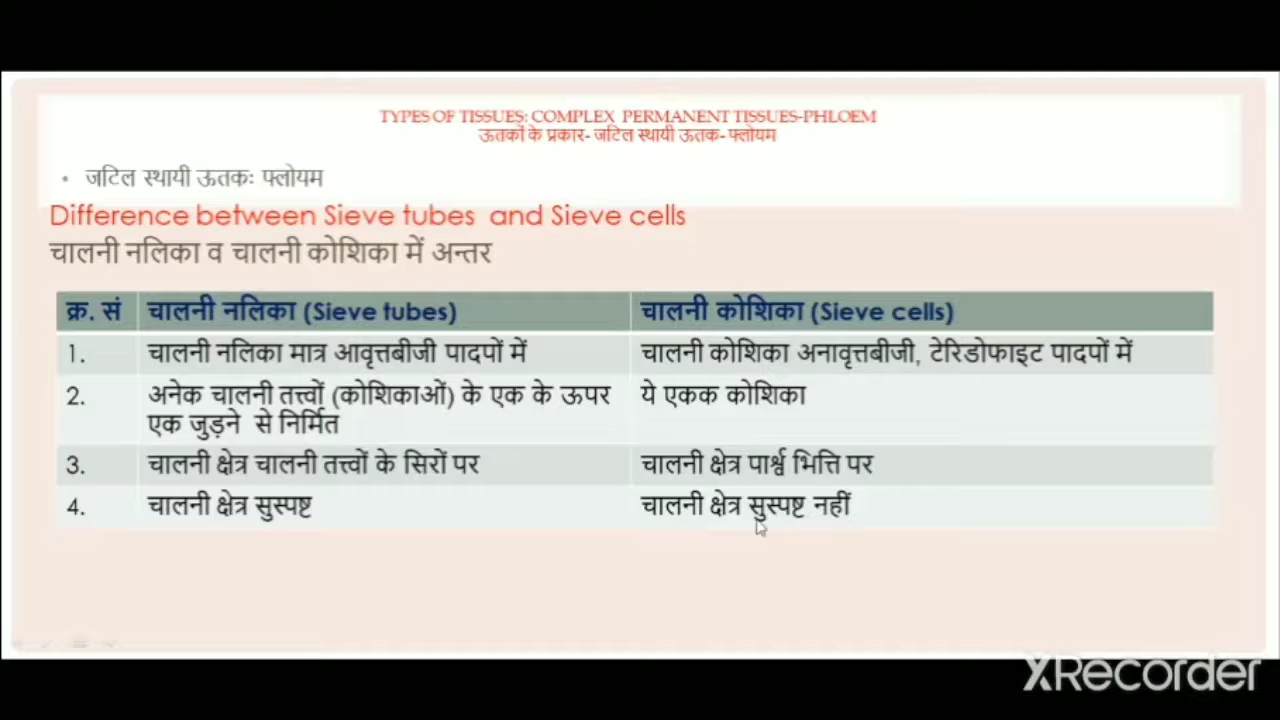 TYPES OF TISSUES: COMPLEX PERMANENT TISSUES-PHLOEM
ऊतकों के प्रकार- जटिल स्थायी ऊतक- फ्लोयम
• जटिल स्थायी ऊतकः फ्लोयम
Difference between Sieve tubes and Sieve cells
चालनी नलिका व चालनी कोशिका में अन्तर
क्र. सं चालनी नलिका (Sieve tubes) चालनी कोशिका (Sieve cells)
1. चालनी नलिका मात्र आवृत्तबीजी पादपों में चालनी कोशिका अनावृत्तबीजी, टेरिडोफाइट पादपों में
2. अनेक चालनी तत्त्वों (कोशिकाओं) के एक के ऊपर ये एकक कोशिका
एक जुड़ने से निर्मित
3. चालनी क्षेत्र चालनी तत्त्वों के सिरों पर चालनी क्षेत्र पार्श्व भित्ति पर
4. चालनी क्षेत्र सुस्पष्ट चालनी क्षेत्र सुस्पष्ट नहीं
XRecorder